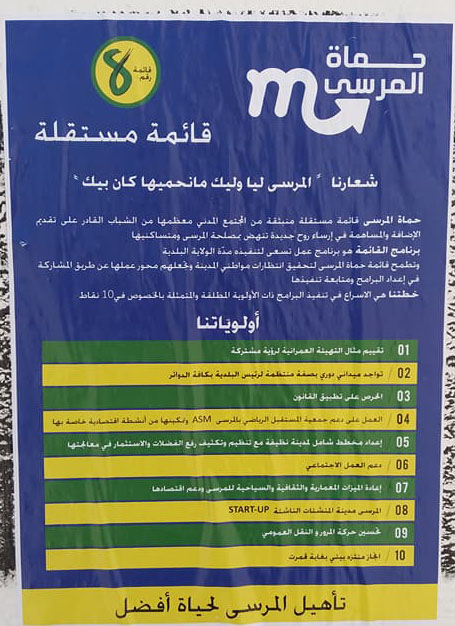 قائمة رقم 8
حماة
المرسى
m
قائمة مستقلة
شعارنا " المرسى ليا وليك مانحميها كان بيك "
حماة المرسى قائمة مستقلة منبثقة من المجتمع المدني معظمها من الشباب القادر على تقديم
الإضافة والمساهمة في إرساء روح جديدة تنهض بمصلحة المرسى ومتساكنيها
برنامج القائمة هو برنامج عمل تسعى لتنفيذه مدة الولاية البلدية
وتطمح قائمة حماة المرسى لتحقيق انتظارات مواطني المدينة وتجعلهم محور عملها عن طريق المشاركة
في إعداد البرامج ومتابعة تنفيذها
خطتنا هي الاسراع في تنفيذ البرامج ذات الأولوية المطلقة والمتمثلة بالخصوص في 10 نقاط
أولوياتنا
01 / تقييم مثال التهيئة العمرانية لرؤية مشتركة
02 / تواجد ميداني دوري بصفة منتظمة لرئيس البلدية بكافة الدوائر
03 / الحرص على تطبيق القانون
04 / العمل على دعم جمعية المستقبل الرياضي بالمرسى ASM وتمكينها من أنشطة اقتصادية خاصة بها
05 / إعداد مخطط شامل لمدينة نظيفة مع تنظيم وتكثيف رفع الفضلات والاستثمار في معالجتها
06 / دعم العمل الاجتماعي
07 / إعادة الميزات المعمارية والثقافية والسياحية للمرسى ودعم اقتصادها
08 / المرسى مدينة المنشئات الناشئة START-UP
09 / تحسين حركة المرور و النقل العمومي
10 / انجاز منتزه بيئي بغابة قمرت
تأهيل المرسى لحياة أفضل